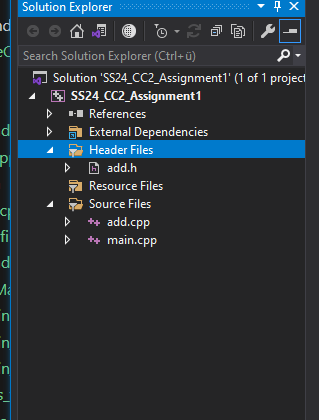 Solution Explorer
Search Solution Explorer (Ctrl+ü)
Solution 'SS24_CC2_Assignment1' (1 of 1 project
SS24_CC2_Assignment1
References
External Dependencies
Header Files
add.h
Resource Files
Source Files
add.cpp
main.cpp